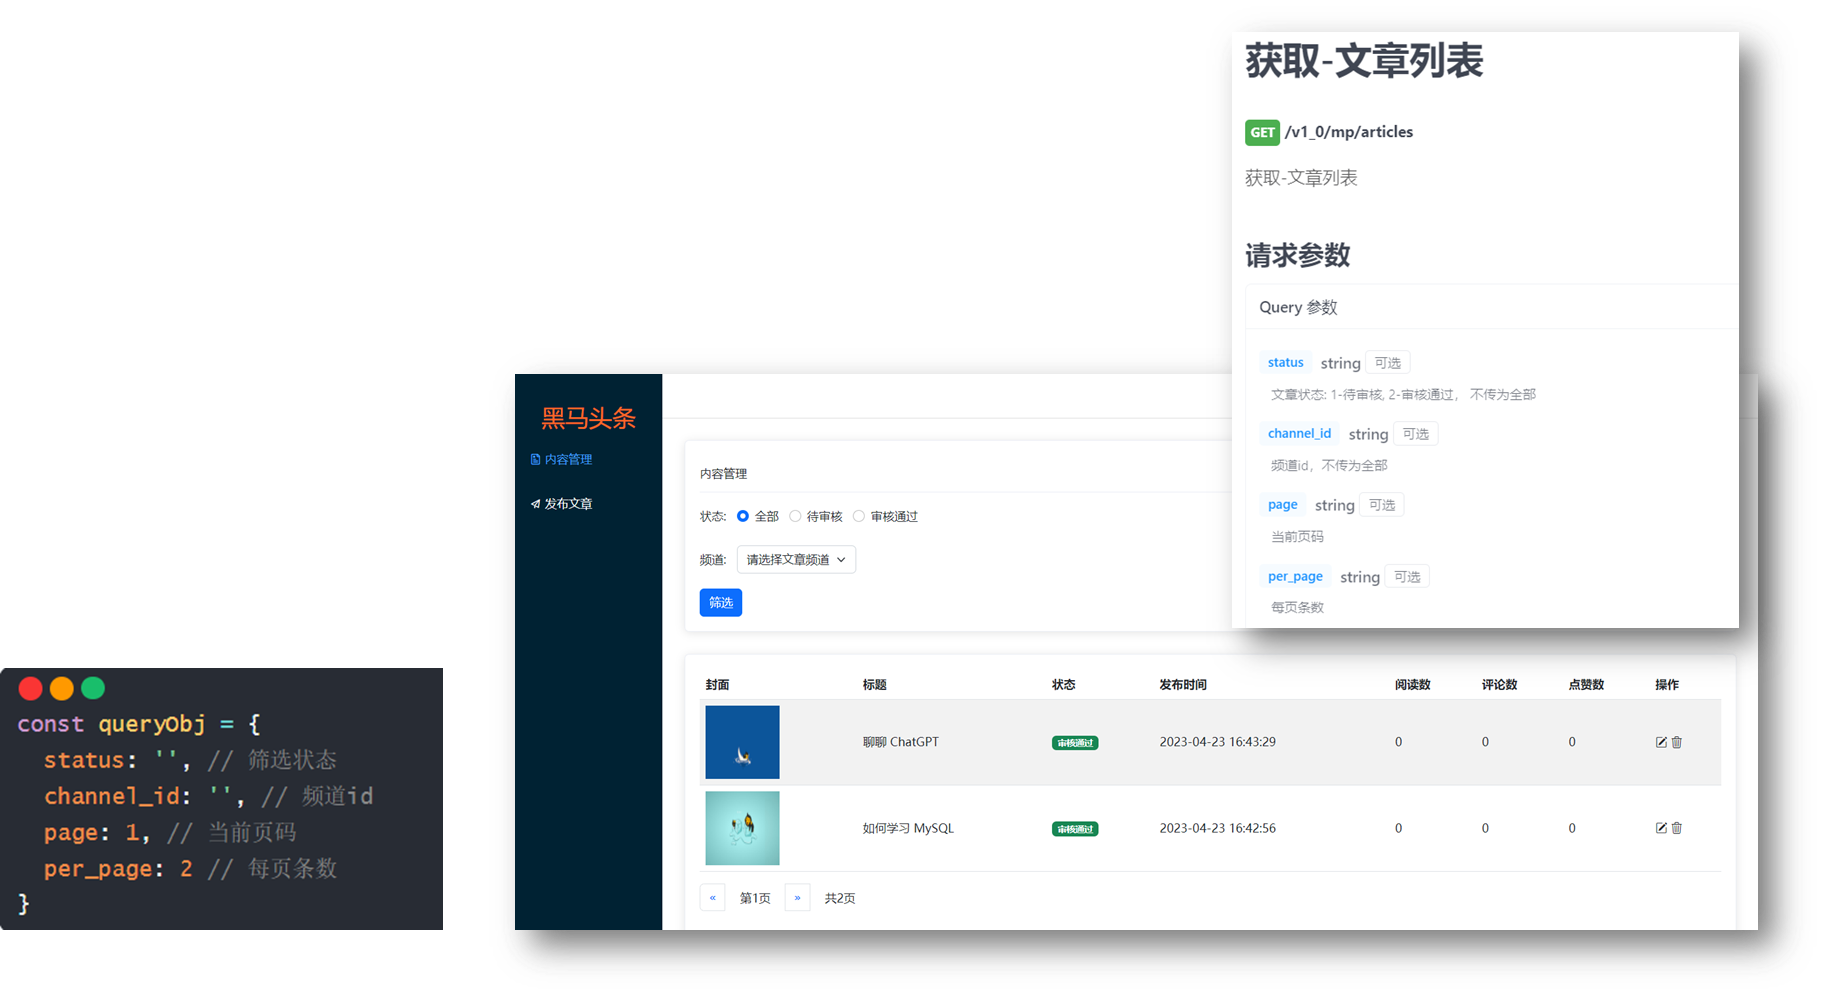 获取-文章列表
GET /v1_0/mp/articles
获取-文章列表
请求参数
Query 参数
status string 可选
文章状态: 1-待审核, 2-审核通过， 不传为全部
channel_id string 可选
频道id，不传为全部
page string 可选
当前页码
per_page string 可选
每页条数
黑马头条
内容管理
发布文章
内容管理
状态: 全部 待审核 审核通过
频道: 请选择文章频道
筛选
封面 标题 状态 发布时间 阅读数 评论数 点赞数 操作
聊聊 ChatGPT 审核通过 2023-04-23 16:43:29 0 0 0
如何学习 MySQL 审核通过 2023-04-23 16:42:56 0 0 0
« 第1页 » 共2页
const queryObj = {
status: '', // 筛选状态
channel_id: '', // 频道id
page: 1, // 当前页码
per_page: 2 // 每页条数
}